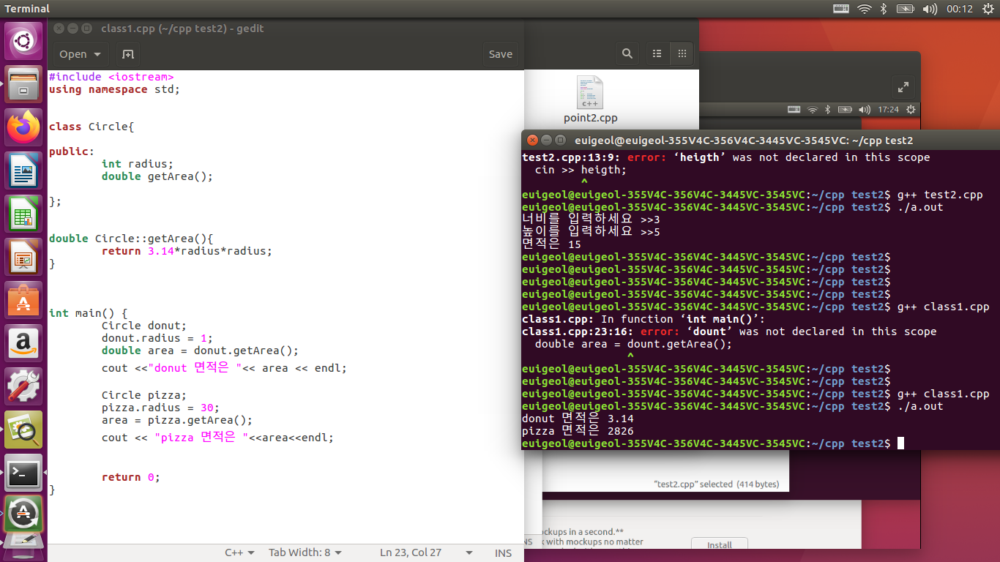 Terminal
00:12
class1.cpp (~/cpp test2) - gedit
Open
Save
#include <iostream>
using namespace std;
class Circle{
public:
int radius;
double getArea();
};
double Circle::getArea(){
return 3.14*radius*radius;
}
int main() {
Circle donut;
donut.radius = 1;
double area = donut.getArea();
cout <<"donut 면적은 "<< area << endl;
Circle pizza;
pizza.radius = 30;
area = pizza.getArea();
cout << "pizza 면적은 "<<area<<endl;
return 0;
}
C++
Tab Width: 8
Ln 23, Col 27
INS
C++
point2.cpp
17:24
euigeol@euigeol-355V4C-356V4C-3445VC-3545VC: ~/cpp test2
test2.cpp:13:9: error: ‘heigth’ was not declared in this scope
cin >> heigth;
^
euigeol@euigeol-355V4C-356V4C-3445VC-3545VC:~/cpp test2$ g++ test2.cpp
euigeol@euigeol-355V4C-356V4C-3445VC-3545VC:~/cpp test2$ ./a.out
너비를 입력하세요 >>3
높이를 입력하세요 >>5
면적은 15
euigeol@euigeol-355V4C-356V4C-3445VC-3545VC:~/cpp test2$
euigeol@euigeol-355V4C-356V4C-3445VC-3545VC:~/cpp test2$
euigeol@euigeol-355V4C-356V4C-3445VC-3545VC:~/cpp test2$
euigeol@euigeol-355V4C-356V4C-3445VC-3545VC:~/cpp test2$
euigeol@euigeol-355V4C-356V4C-3445VC-3545VC:~/cpp test2$ g++ class1.cpp
class1.cpp: In function ‘int main()’:
class1.cpp:23:16: error: ‘dount’ was not declared in this scope
double area = dount.getArea();
^
euigeol@euigeol-355V4C-356V4C-3445VC-3545VC:~/cpp test2$
euigeol@euigeol-355V4C-356V4C-3445VC-3545VC:~/cpp test2$
euigeol@euigeol-355V4C-356V4C-3445VC-3545VC:~/cpp test2$ g++ class1.cpp
euigeol@euigeol-355V4C-356V4C-3445VC-3545VC:~/cpp test2$ ./a.out
donut 면적은 3.14
pizza 면적은 2826
euigeol@euigeol-355V4C-356V4C-3445VC-3545VC:~/cpp test2$
“test2.cpp” selected (414 bytes)
in a second.**
with mockups no matter
Install